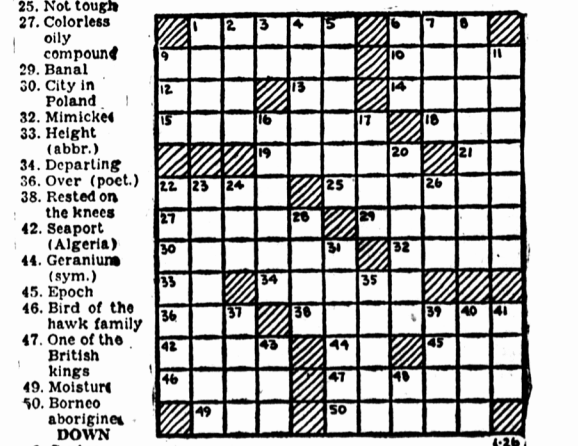 25. Not tough
27. Colorless
oily
compound
29. Banal
30. City in
Poland
32. Mimicked
33. Height
(abbr.)
34. Departing
36. Over (poet.)
38. Rested on
the knees
42. Seaport
(Algeria)
44. Geranium
(sym.)
45. Epoch
46. Bird of the
hawk family
47. One of the
British
kings
49. Moisture
50. Borneo
aborigines
DOWN
1 2 3 4 5 6 7 8
9 10 11
12 13 14
15 16 17 18
19 20 21
22 23 24 25 26
27 28 29
30 31 32
33 34 35
36 37 38 39 40 41
42 43 44 45
46 47 48
49 50
1-26